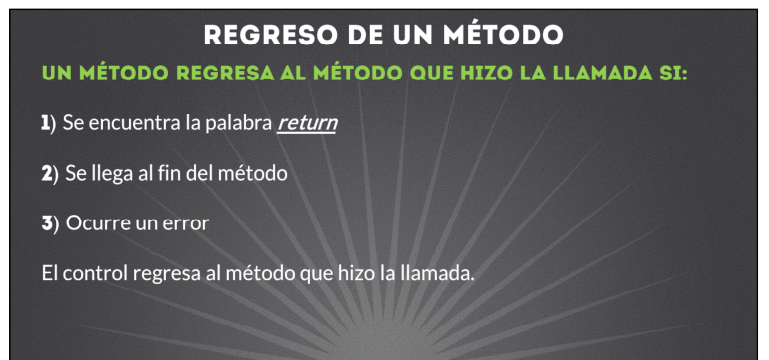 REGRESO DE UN MÉTODO
UN MÉTODO REGRESA AL MÉTODO QUE HIZO LA LLAMADA SI:
1) Se encuentra la palabra return
2) Se llega al fin del método
3) Ocurre un error
El control regresa al método que hizo la llamada.